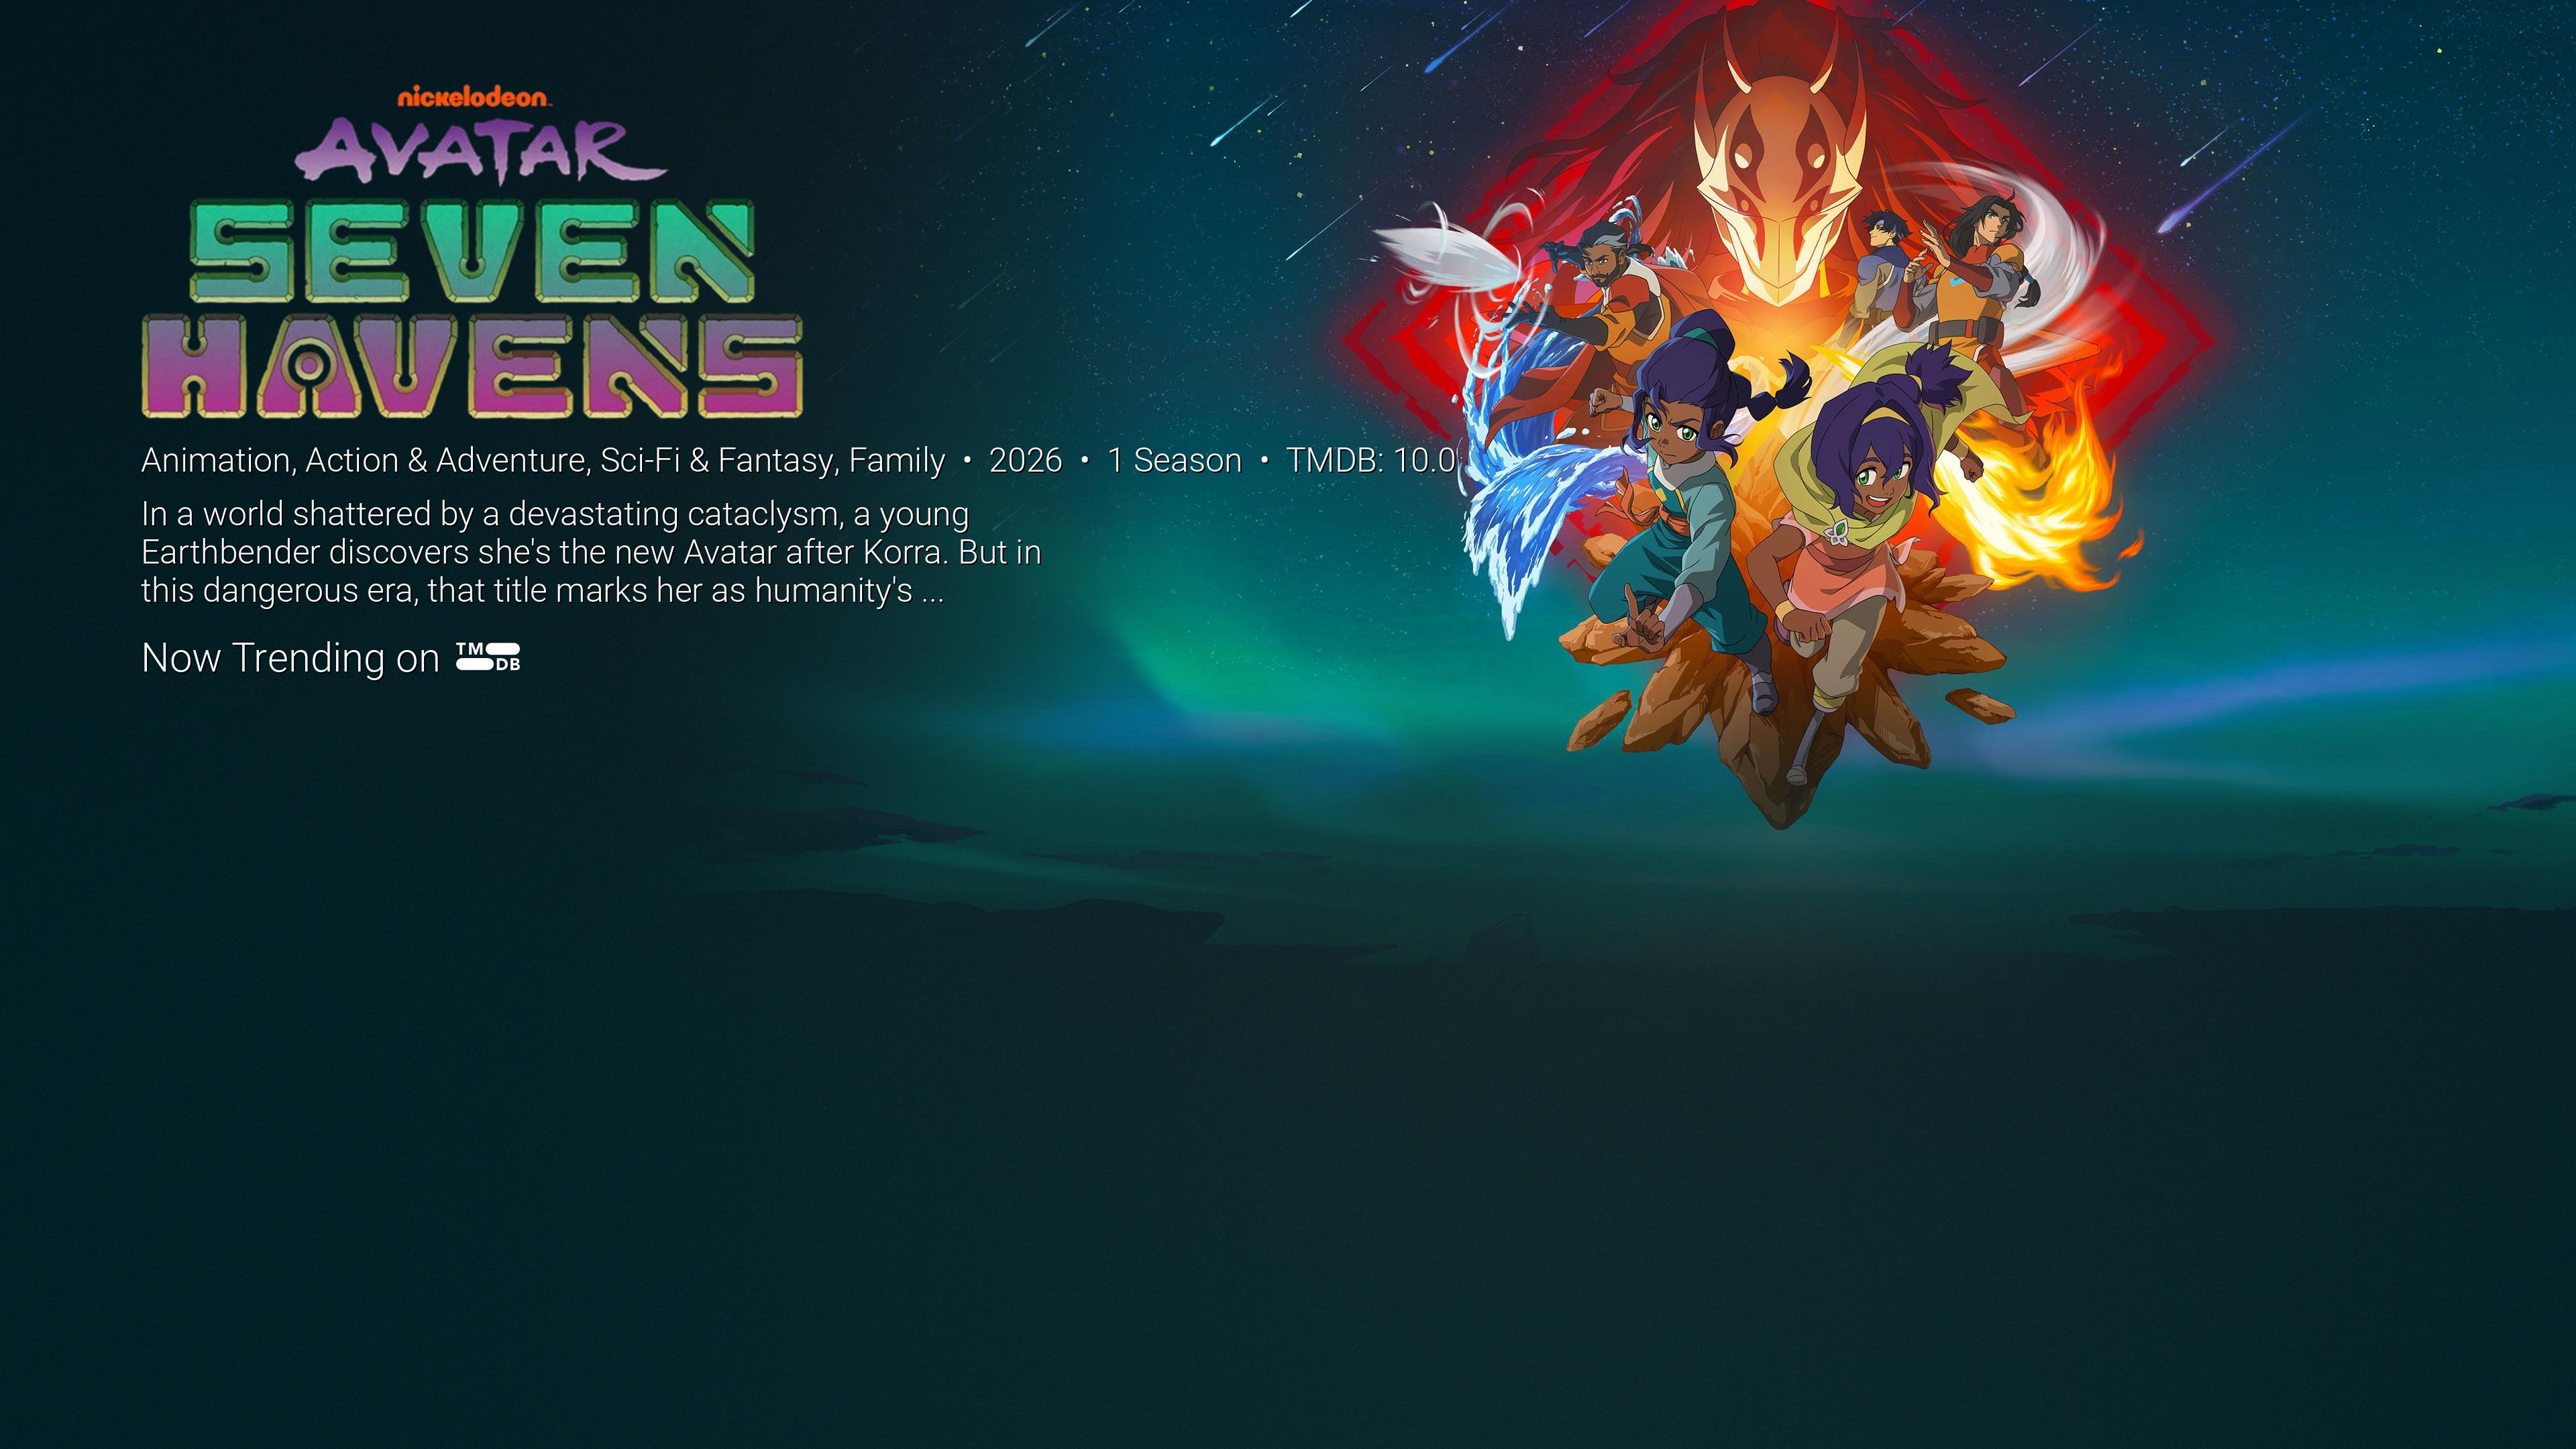 nickelodeon
AVATAR
SEVEN
HAVENS
Animation, Action & Adventure, Sci-Fi & Fantasy, Family • 2026 • 1 Season • TMDB: 10.0
In a world shattered by a devastating cataclysm, a young
Earthbender discovers she's the new Avatar after Korra. But in
this dangerous era, that title marks her as humanity's ...
Now Trending on TMDB